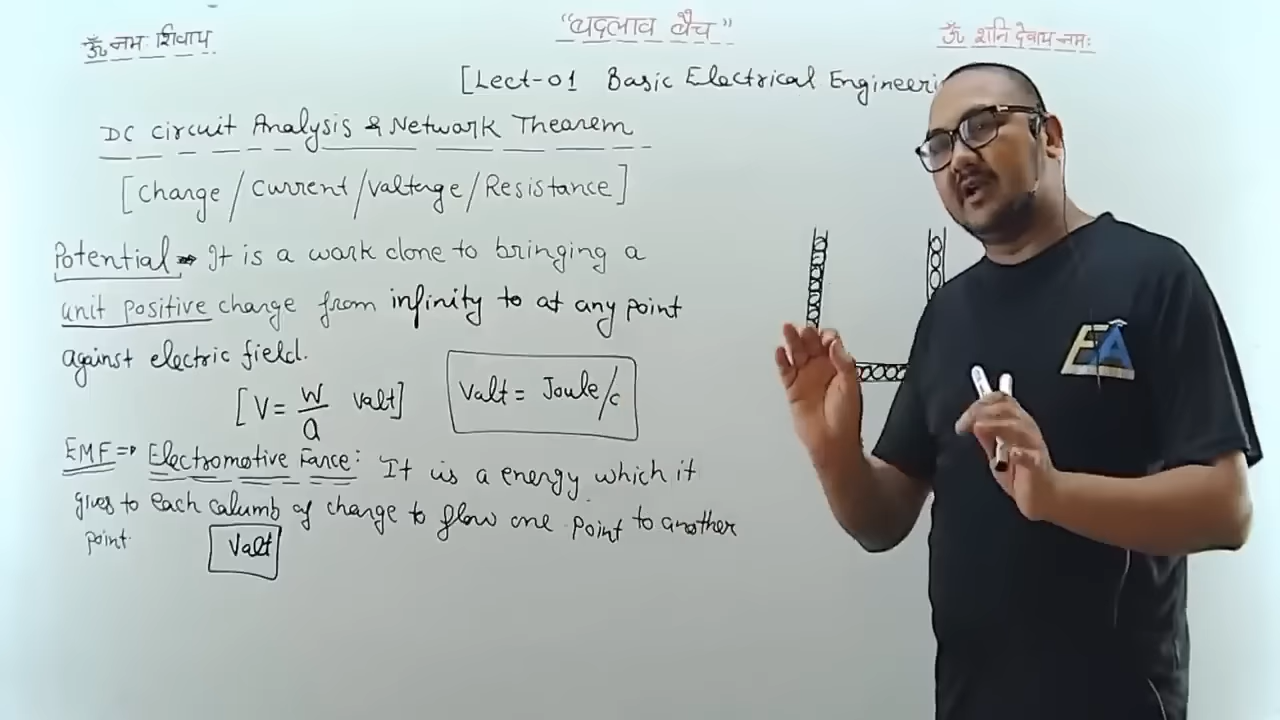 ॐ नमः शिवाय
"बदलाव बैच"
ॐ शनि देवाय नमः
[Lect-01 Basic Electrical Engineeri
DC Circuit Analysis & Network Theorem
[Charge/Current/Valtage/Resistance]
Potential → It is a work done to bringing a
unit positive charge from infinity to at any point
against electric field.
[V = W/Q Valt]
Valt = Joule/c
EMF ⇒ Electromotive Farce: It is a energy which it
gives to each calumb of charge to flow one point to another
point.
Valt
EA